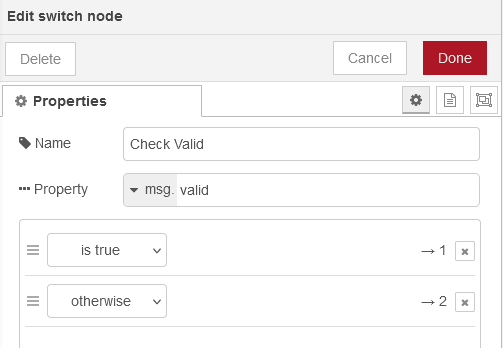 Edit switch node
Delete Cancel Done
Properties
Name Check Valid
Property msg. valid
is true → 1
otherwise → 2